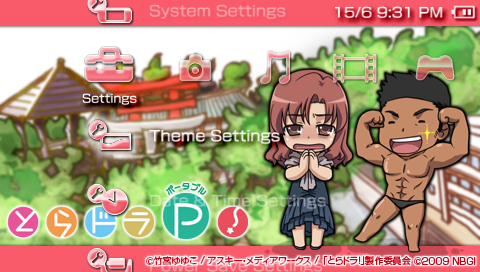 System Settings
15/6 9:31 PM
Settings
Theme Settings
Date & Time Settings
ポータブル
とらドラP!
Power Save Settings
©竹宮ゆゆこ/アスキー・メディアワークス/「とらドラ!」製作委員会 ©2009 NBGI